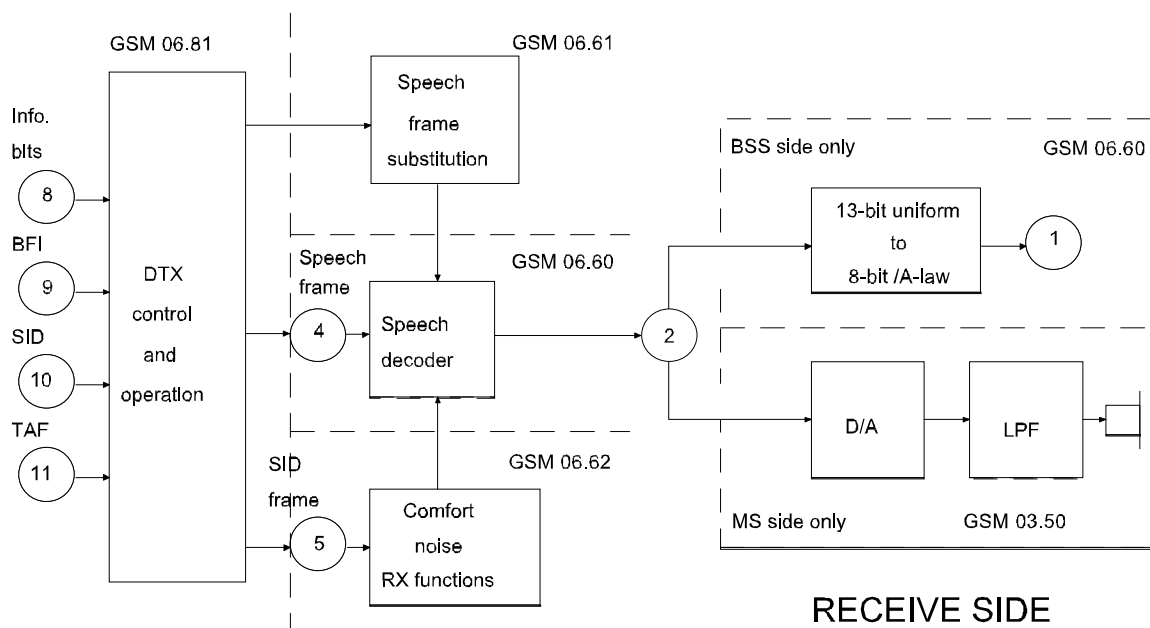 GSM 06.81
GSM 06.61
Speech
frame
substitution
Info.
bits
8
BFI
9
SID
10
TAF
11
DTX
control
and
operation
Speech
frame
4
GSM 06.60
Speech
decoder
2
BSS side only
GSM 06.60
13-bit uniform
to
8-bit /A-law
1
D/A
LPF
MS side only
GSM 03.50
GSM 06.62
SID
frame
5
Comfort
noise
RX functions
RECEIVE SIDE